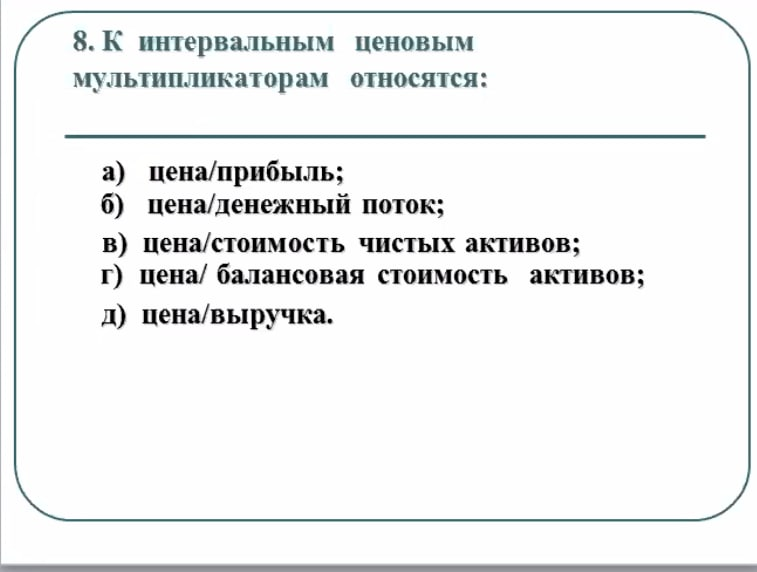 8. К интервальным ценовым
мультипликаторам относятся:
а) цена/прибыль;
б) цена/денежный поток;
в) цена/стоимость чистых активов;
г) цена/ балансовая стоимость активов;
д) цена/выручка.